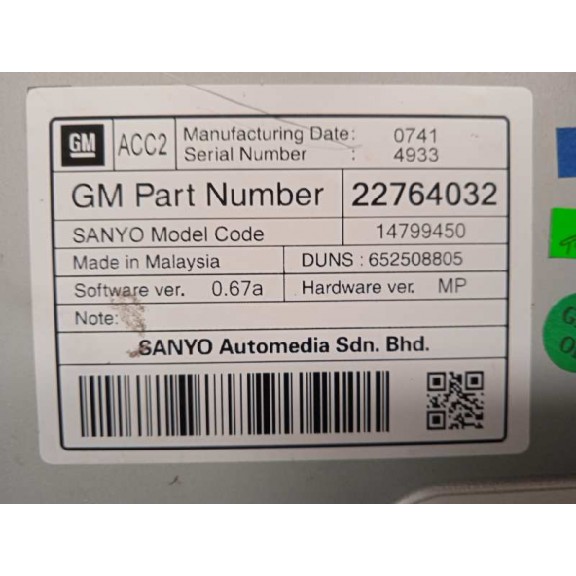 GM ACC2 Manufacturing Date: 0741
Serial Number : 4933
GM Part Number 22764032
SANYO Model Code 14799450
Made in Malaysia DUNS : 652508805
Software ver. 0.67a Hardware ver. MP
Note:
SANYO Automedia Sdn. Bhd.